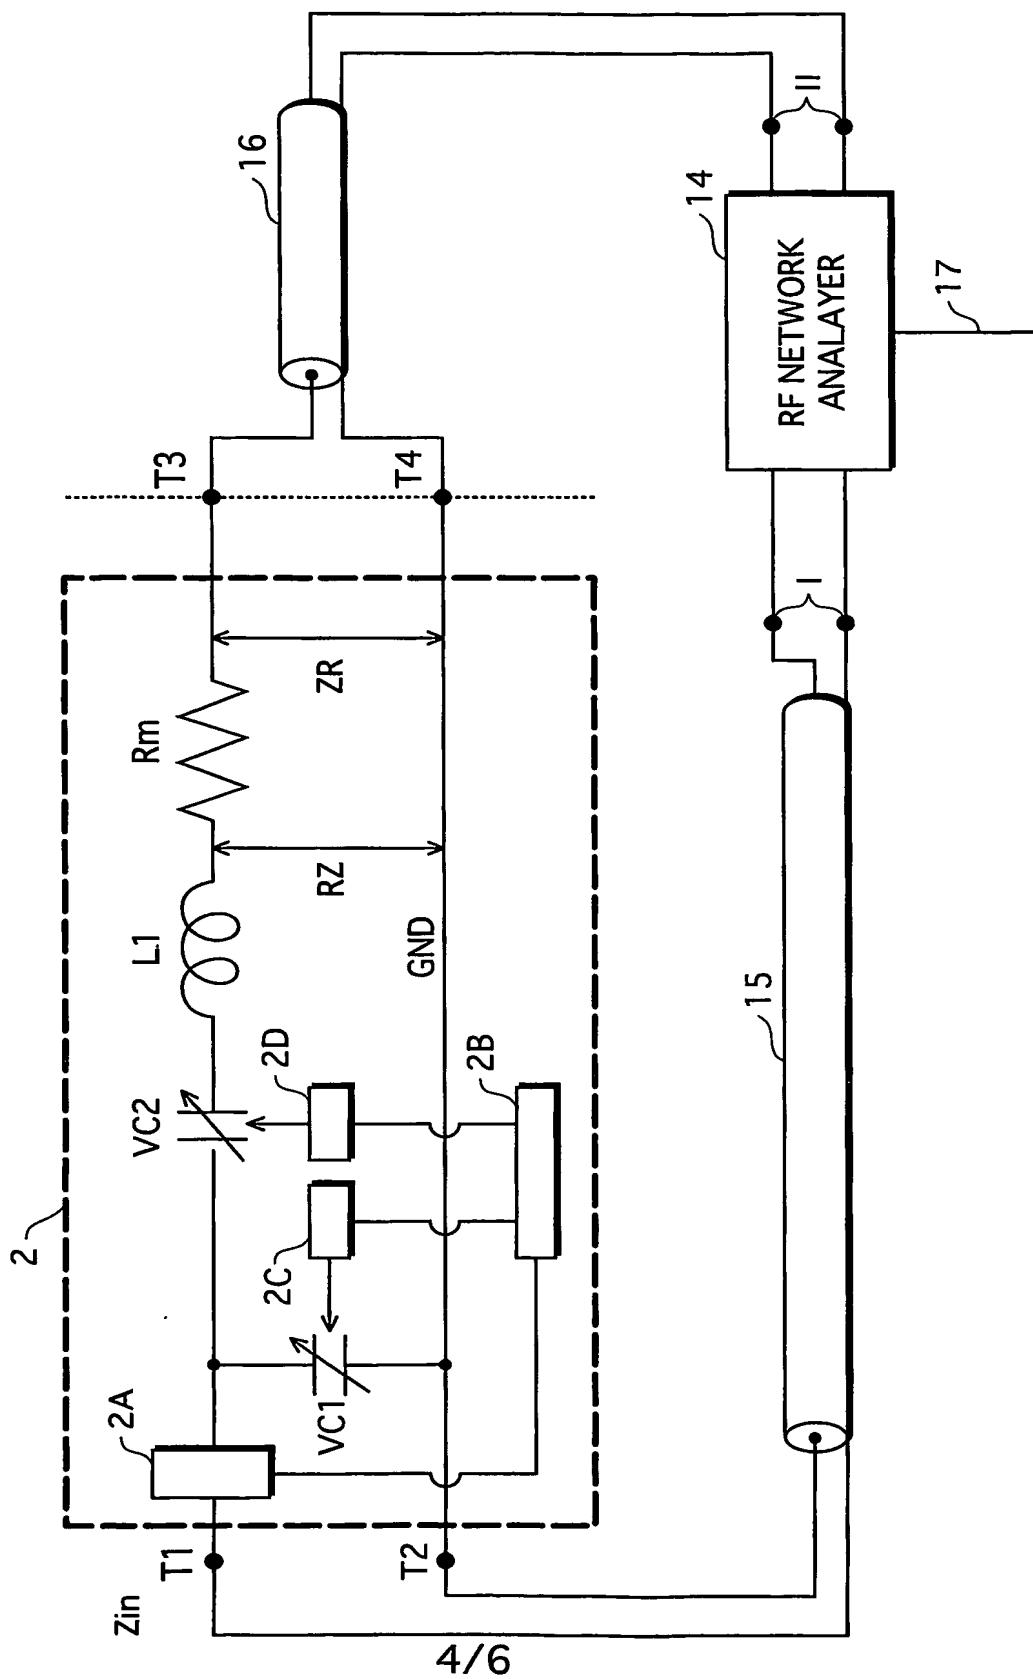 2
Zin
T1
T2
2A
VC1
2C
2D
2B
VC2
L1
Rm
GND
RZ
ZR
T3
T4
16
15
I
14
RF NETWORK
ANALAYER
II
17
4/6